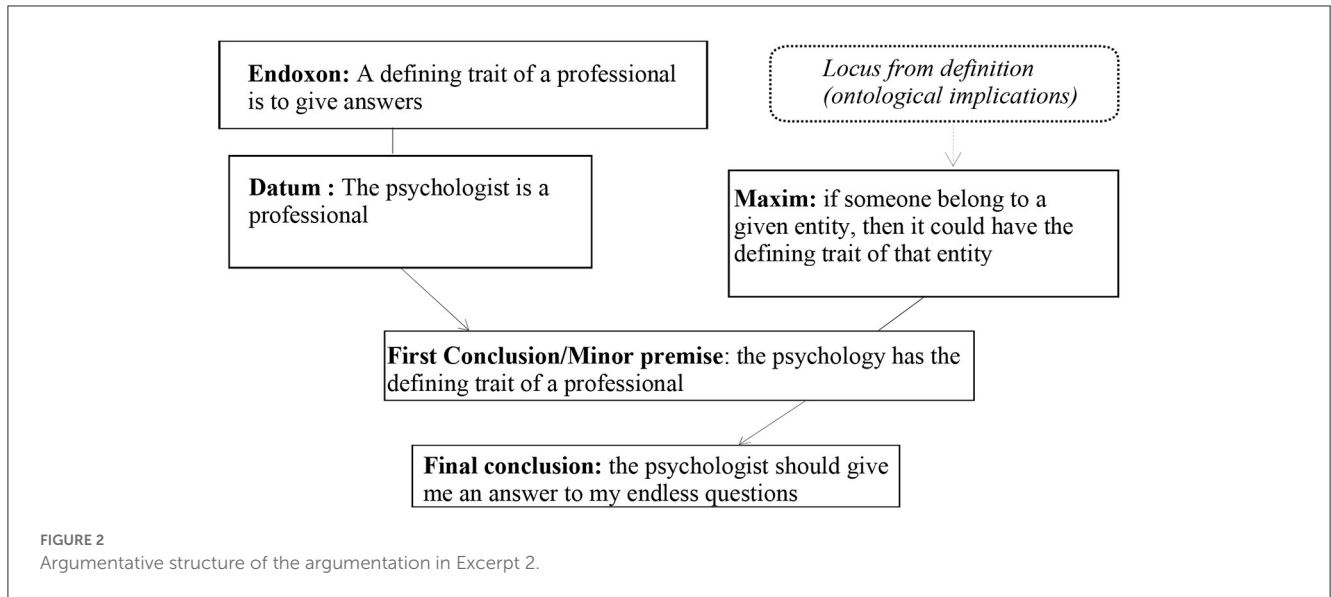 Endoxon: A defining trait of a professional
is to give answers
Locus from definition
(ontological implications)
Datum : The psychologist is a
professional
Maxim: if someone belong to a
given entity, then it could have the
defining trait of that entity
First Conclusion/Minor premise: the psychology has the
defining trait of a professional
Final conclusion: the psychologist should give
me an answer to my endless questions
FIGURE 2
Argumentative structure of the argumentation in Excerpt 2.